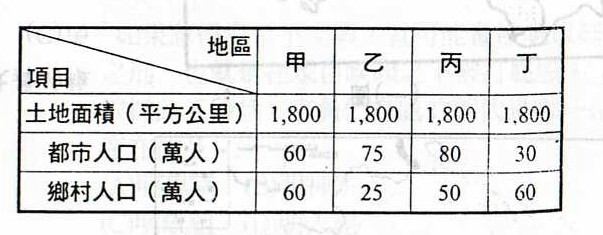 地區 甲 乙 丙 丁
項目
土地面積（平方公里） 1,800 1,800 1,800 1.800
都市人口（萬人） 60 75 80 30
鄉村人口（萬人） 60 25 50 60